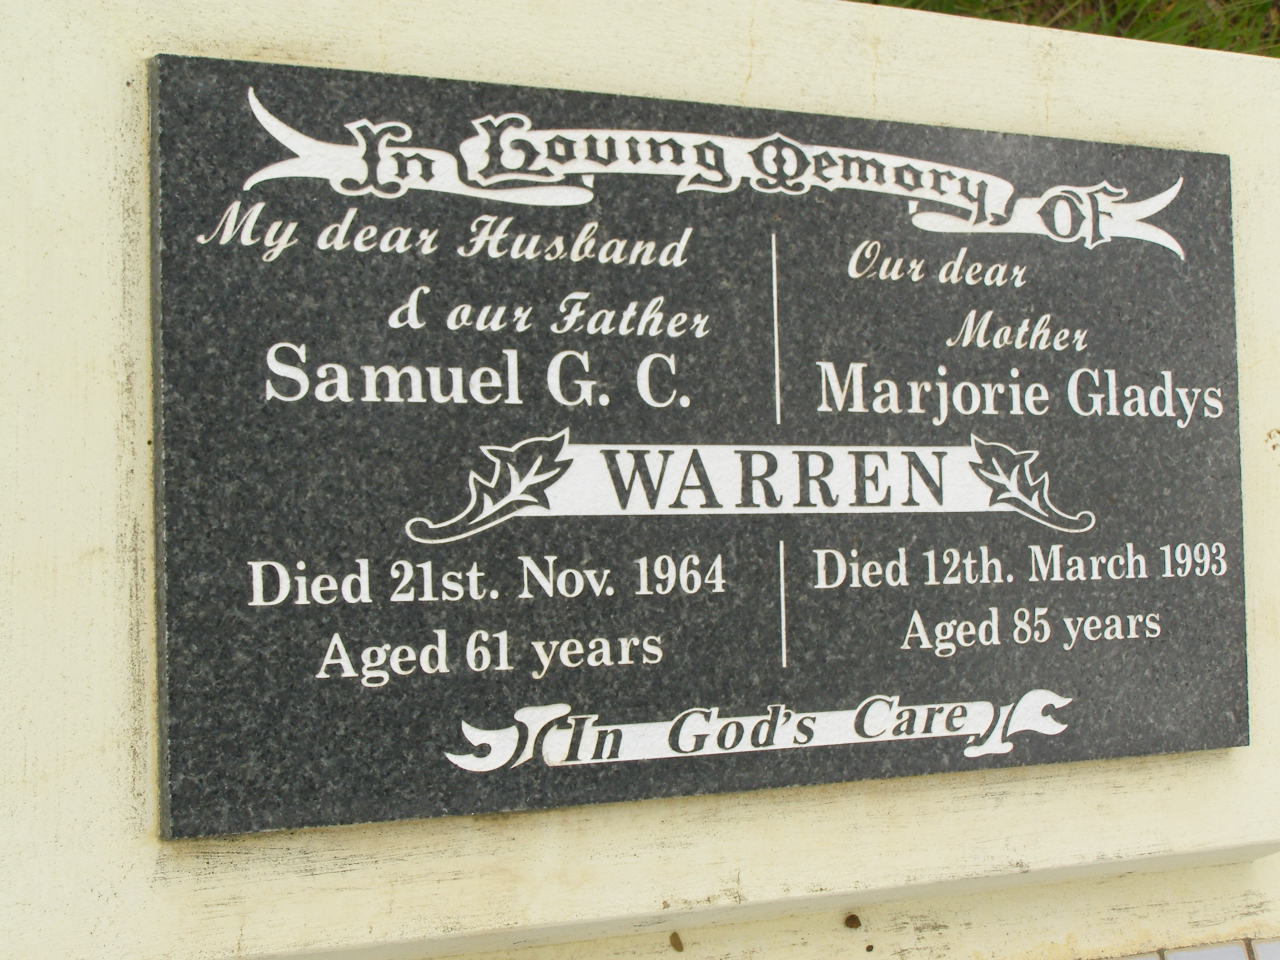 In Loving Memory OF
My dear Husband
& our Father
Samuel G. C.
Our dear
Mother
Marjorie Gladys
WARREN
Died 21st. Nov. 1964
Aged 61 years
Died 12th. March 1993
Aged 85 years
In God's Care